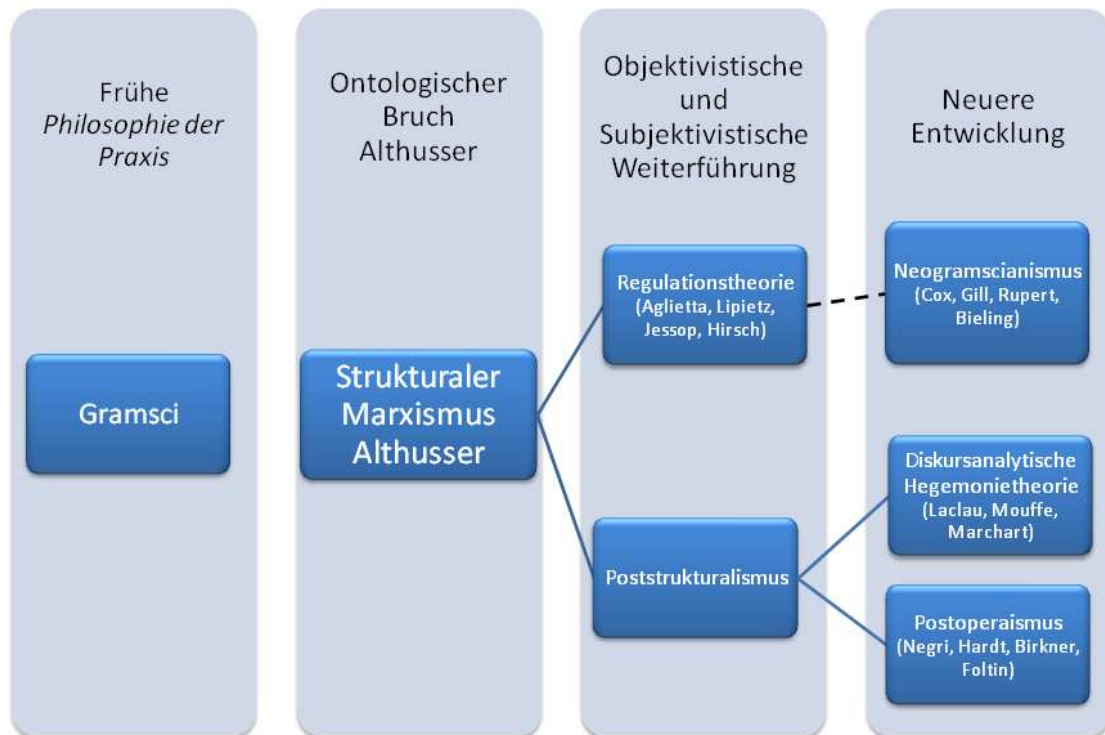 Frühe
Philosophie der
Praxis
Gramsci
Ontologischer
Bruch
Althusser
Strukturaler
Marxismus
Althusser
Objektivistische
und
Subjektivistische
Weiterführung
Regulationstheorie
(Aglietta, Lipietz,
Jessop, Hirsch)
Poststrukturalismus
Neuere
Entwicklung
Neogramscianismus
(Cox, Gill, Rupert,
Bieling)
Diskursanalytische
Hegemonietheorie
(Laclau, Mouffe,
Marchart)
Postoperaismus
(Negri, Hardt, Birkner,
Foltin)